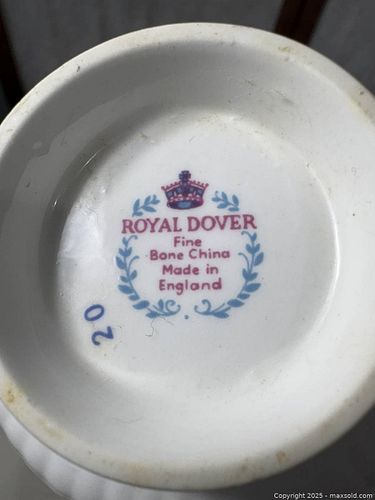 ROYAL DOVER
Fine
Bone China
Made in
England
20
Copyright 2025 - maxsold.com